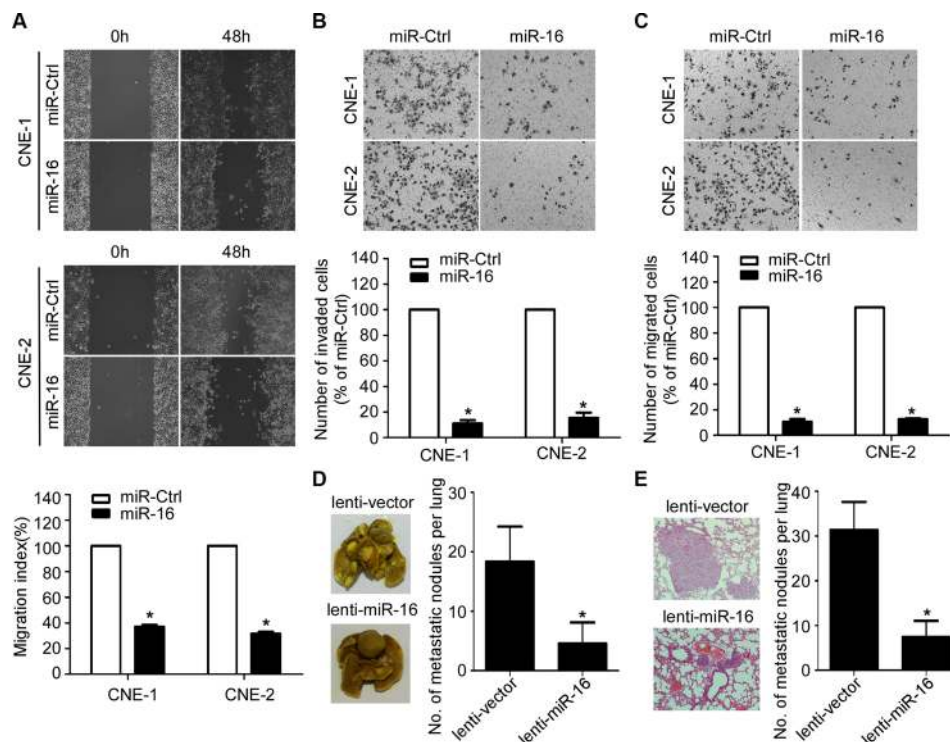 A
0h 48h
CNE-1
miR-Ctrl
miR-16
0h 48h
CNE-2
miR-Ctrl
miR-16
Migration index(%)
140
120
100
80
60
40
20
0
miR-Ctrl
miR-16
*
*
CNE-1 CNE-2
B
miR-Ctrl miR-16
CNE-1
CNE-2
Number of invaded cells
(% of miR-Ctrl)
140
120
100
80
60
40
20
0
miR-Ctrl
miR-16
*
*
CNE-1 CNE-2
C
miR-Ctrl miR-16
CNE-1
CNE-2
Number of migrated cells
(% of miR-Ctrl)
140
120
100
80
60
40
20
0
miR-Ctrl
miR-16
*
*
CNE-1 CNE-2
D
lenti-vector
lenti-miR-16
No. of metastatic nodules per lung
30
20
10
0
*
lenti-vector
lenti-miR-16
E
lenti-vector
lenti-miR-16
No. of metastatic nodules per lung
40
30
20
10
0
*
lenti-vector
lenti-miR-16